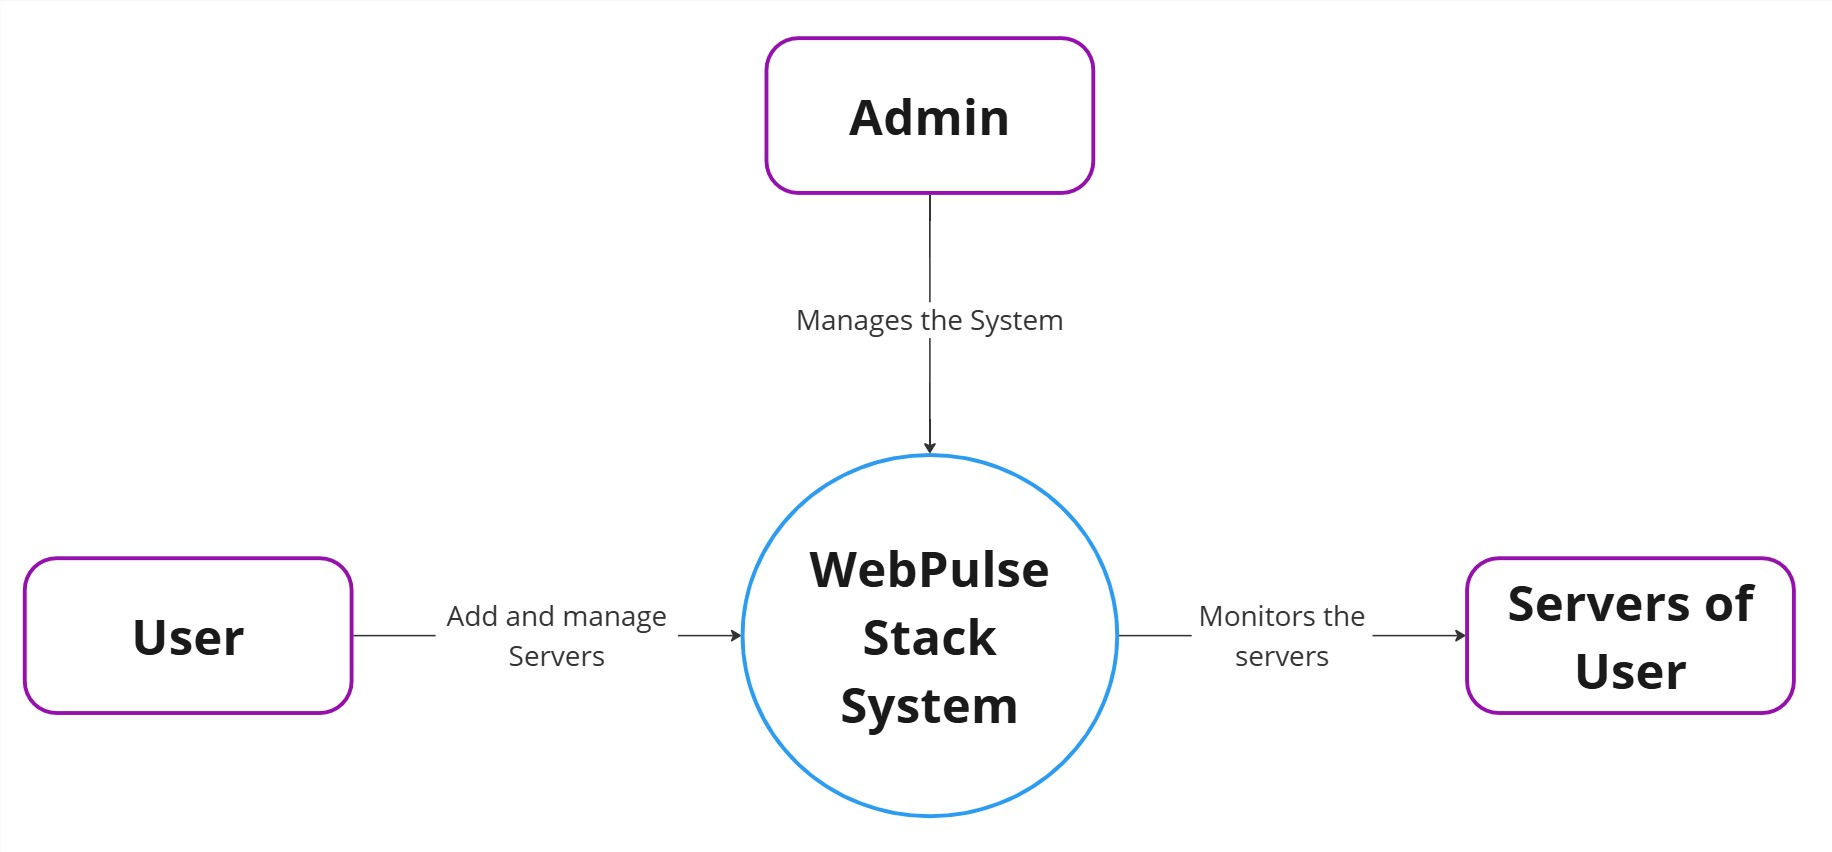 Admin
Manages the System
User
Add and manage
Servers
WebPulse
Stack
System
Monitors the
servers
Servers of
User